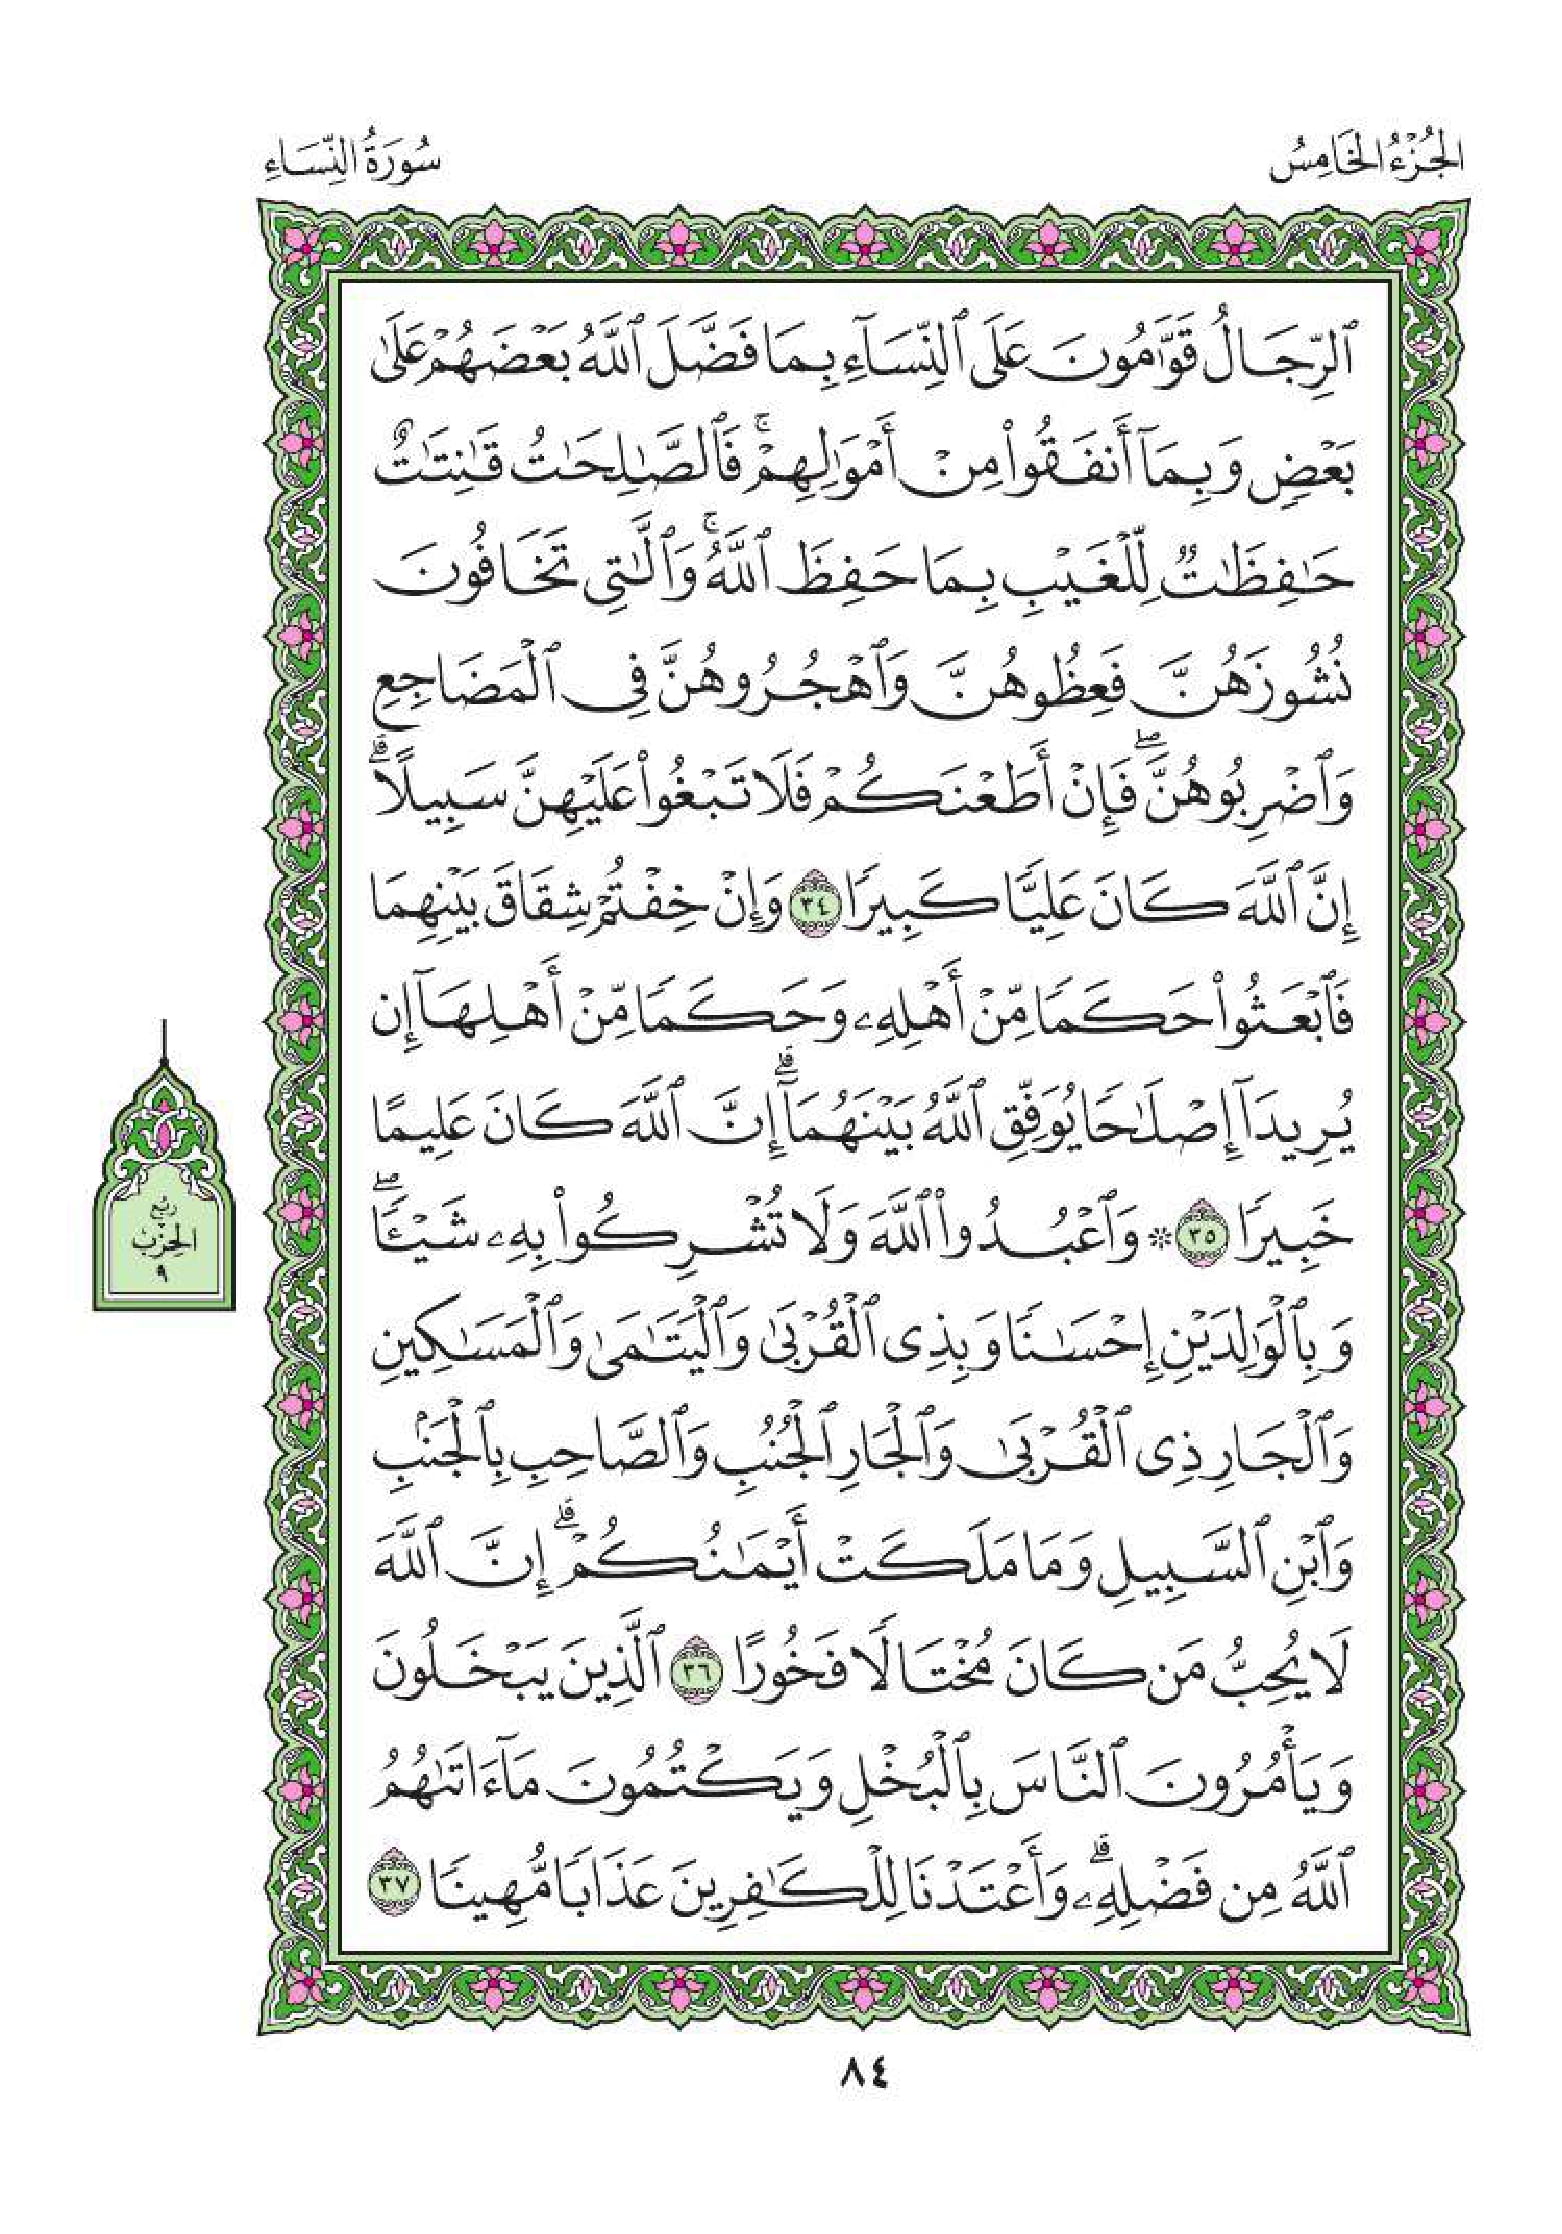 الجُزْءُ الخَامِسُ
سُورَةُ النِّسَاءِ
ٱلرِّجَالُ قَوَّٰمُونَ عَلَى ٱلنِّسَآءِ بِمَا فَضَّلَ ٱللَّهُ بَعْضَهُمْ عَلَىٰ
بَعْضٍ وَبِمَآ أَنفَقُوا۟ مِنْ أَمْوَٰلِهِمْ ۚ فَٱلصَّٰلِحَٰتُ قَٰنِتَٰتٌ
حَٰفِظَٰتٌ لِّلْغَيْبِ بِمَا حَفِظَ ٱللَّهُ ۚ وَٱلَّٰتِى تَخَافُونَ
نُشُوزَهُنَّ فَعِظُوهُنَّ وَٱهْجُرُوهُنَّ فِى ٱلْمَضَاجِعِ
وَٱضْرِبُوهُنَّ ۖ فَإِنْ أَطَعْنَكُمْ فَلَا تَبْغُوا۟ عَلَيْهِنَّ سَبِيلًا ۗ
إِنَّ ٱللَّهَ كَانَ عَلِيًّا كَبِيرًا ٣٤ وَإِنْ خِفْتُمْ شِقَاقَ بَيْنِهِمَا
فَٱبْعَثُوا۟ حَكَمًا مِّنْ أَهْلِهِۦ وَحَكَمًا مِّنْ أَهْلِهَآ إِن
يُرِيدَآ إِصْلَٰحًا يُوَفِّقِ ٱللَّهُ بَيْنَهُمَآ ۗ إِنَّ ٱللَّهَ كَانَ عَلِيمًا
خَبِيرًا ٣٥ ۞ وَٱعْبُدُوا۟ ٱللَّهَ وَلَا تُشْرِكُوا۟ بِهِۦ شَيْـًٔا ۖ
وَبِٱلْوَٰلِدَيْنِ إِحْسَٰنًا وَبِذِى ٱلْقُرْبَىٰ وَٱلْيَتَٰمَىٰ وَٱلْمَسَٰكِينِ
وَٱلْجَارِ ذِى ٱلْقُرْبَىٰ وَٱلْجَارِ ٱلْجُنُبِ وَٱلصَّاحِبِ بِٱلْجَنۢبِ
وَٱبْنِ ٱلسَّبِيلِ وَمَا مَلَكَتْ أَيْمَٰنُكُمْ ۗ إِنَّ ٱللَّهَ
لَا يُحِبُّ مَن كَانَ مُخْتَالًا فَخُورًا ٣٦ ٱلَّذِينَ يَبْخَلُونَ
وَيَأْمُرُونَ ٱلنَّاسَ بِٱلْبُخْلِ وَيَكْتُمُونَ مَآ ءَاتَىٰهُمُ
ٱللَّهُ مِن فَضْلِهِۦ ۗ وَأَعْتَدْنَا لِلْكَٰفِرِينَ عَذَابًا مُّهِينًا ٣٧
ربع
الحزب
٩
٨٤